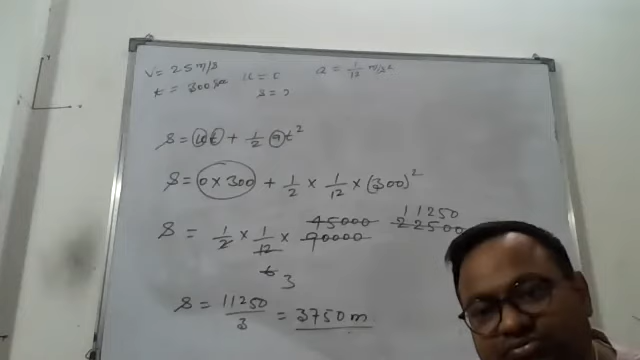 V = 25 m/s u = 0 a = 1/12 m/s²
t = 300 sec s = ?
S = ut + 1/2 at²
S = 0 x 300 + 1/2 x 1/12 x (300)²
45000 11250
S = 1/2 x 1/12 x 90000 22500
6 3
S = 11250/3 = 3750 m